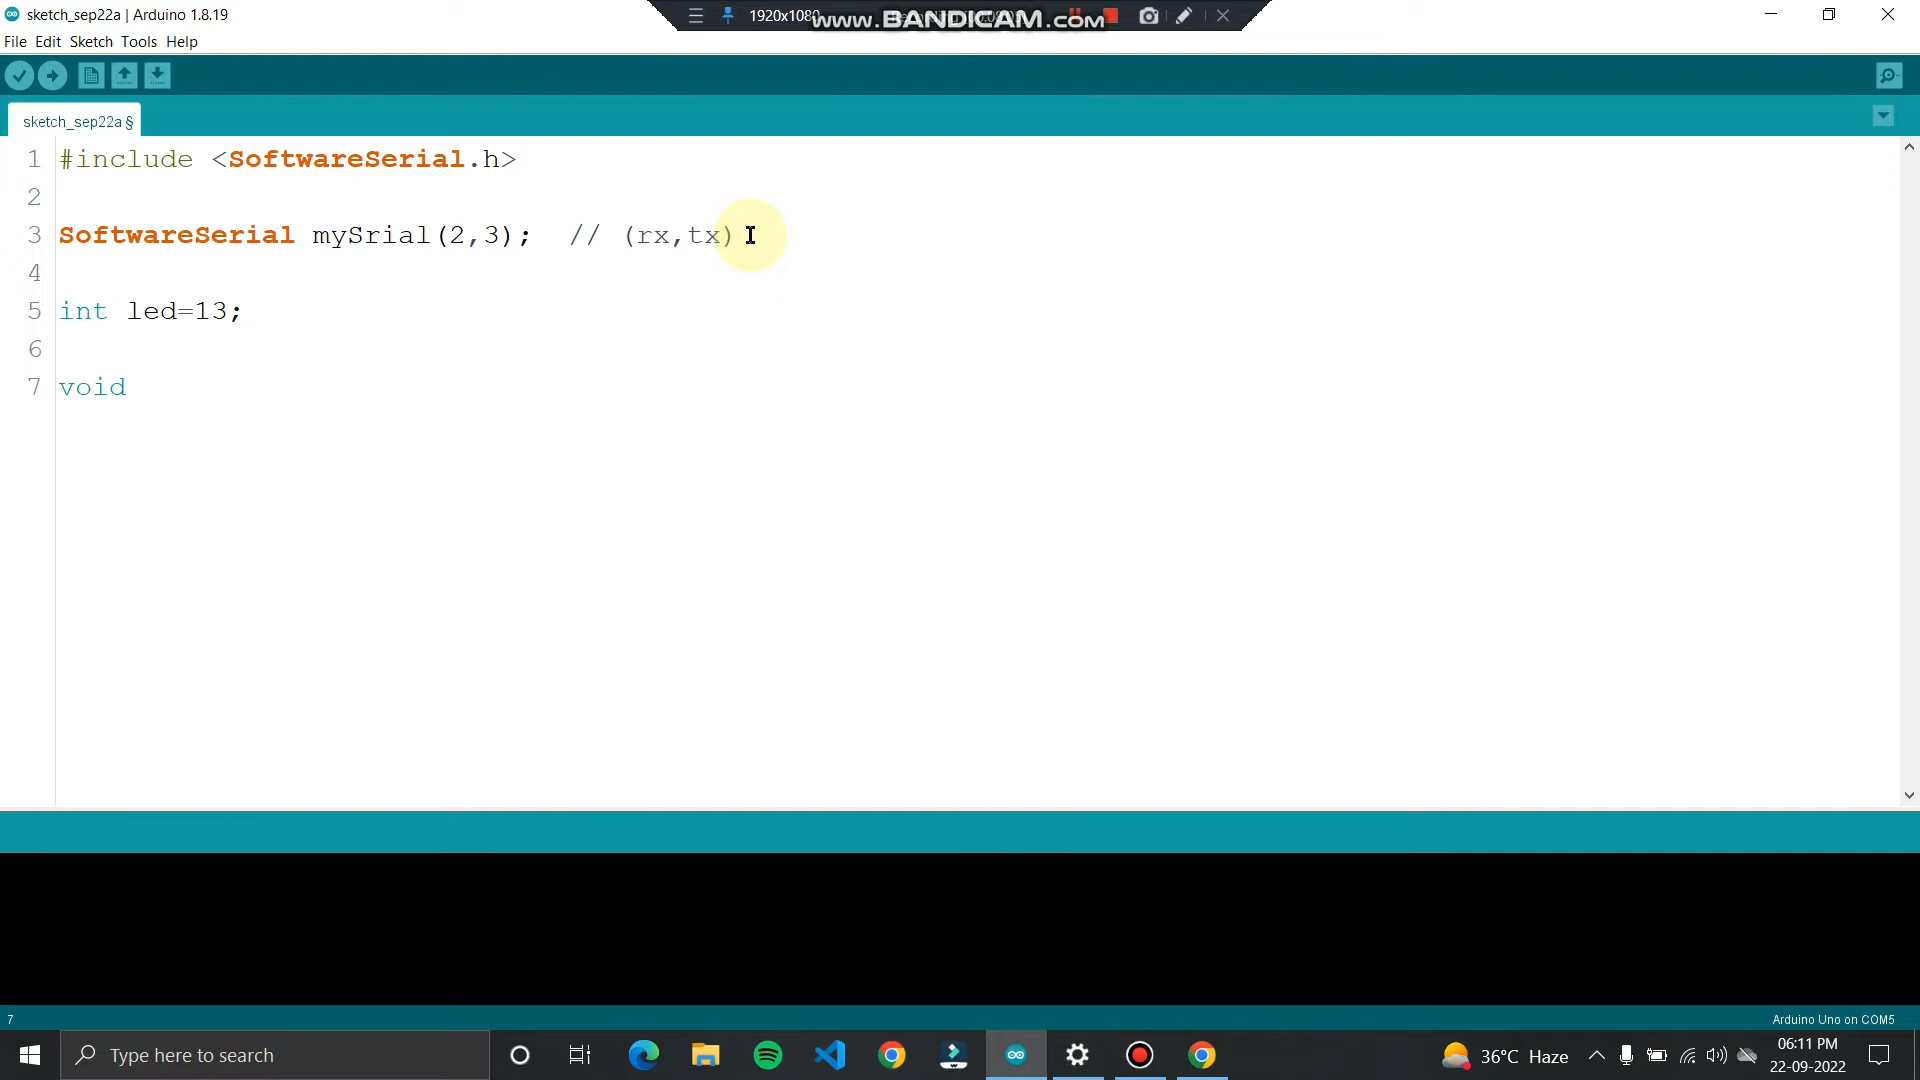 sketch_sep22a | Arduino 1.8.19
1920x1080
www.BANDICAM.com
File Edit Sketch Tools Help
sketch_sep22a §
1 #include <SoftwareSerial.h>
2
3 SoftwareSerial mySrial(2,3);  // (rx,tx)
4
5 int led=13;
6
7 void
7
Arduino Uno on COM5
Type here to search
36°C Haze
06:11 PM
22-09-2022